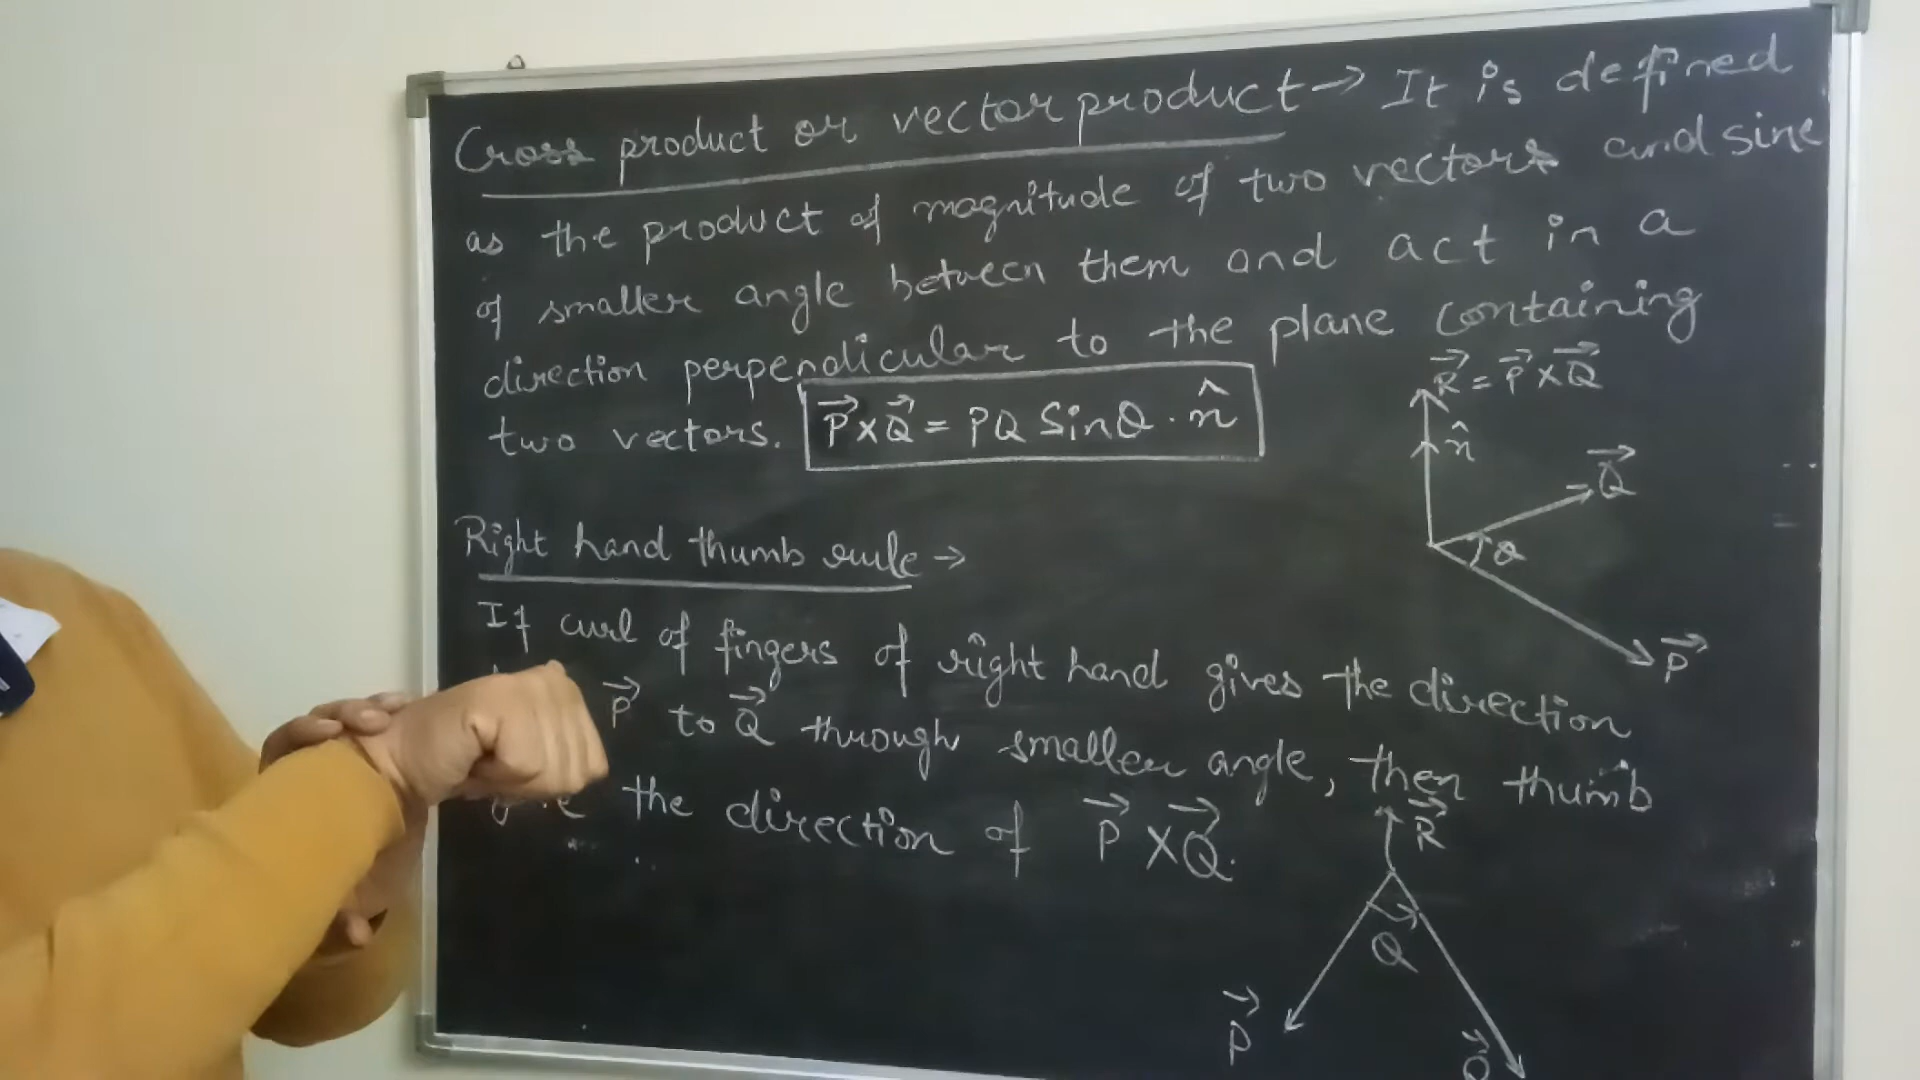 Cross product or vector product → It is defined
as the product of magnitude of two vectors and sine
of smaller angle between them and act in a
direction perpendicular to the plane containing
two vectors. P⃗ × Q⃗ = PQ Sinθ · n̂
R⃗ = P⃗ × Q⃗
n̂
Q⃗
θ
P⃗
Right hand thumb rule →
If curl of fingers of right hand gives the direction
P⃗ to Q⃗ through smaller angle, then thumb
the direction of P⃗ × Q⃗.
R⃗
θ
P⃗
Q⃗